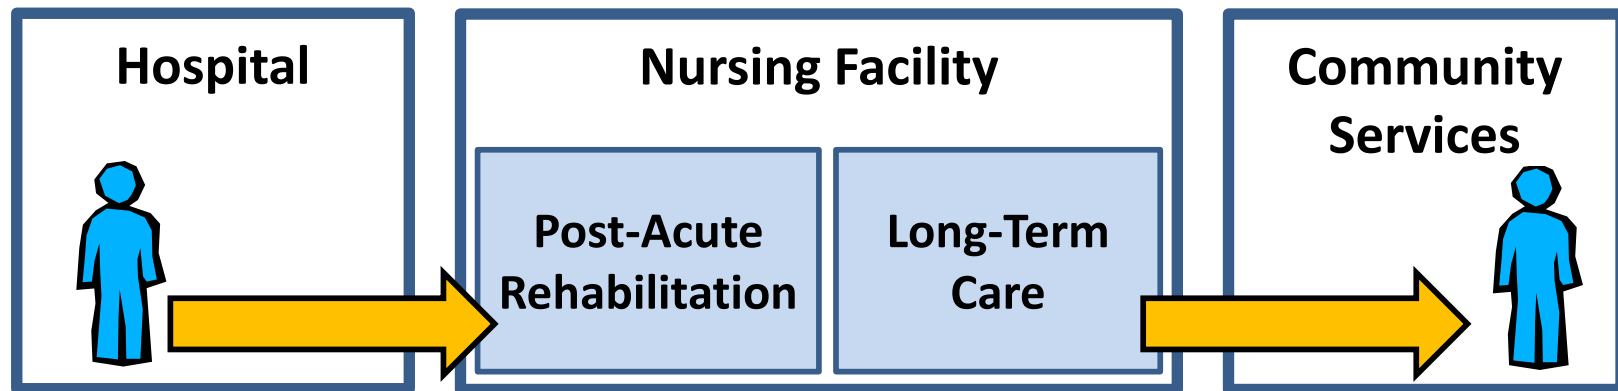 Hospital
Nursing Facility
Community
Services
Post-Acute
Rehabilitation
Long-Term
Care